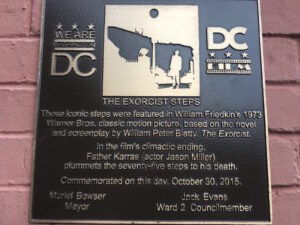 WE ARE
WASHINGTON
DC
DC
FILM
THE EXORCIST STEPS
These iconic steps were featured in William Friedkin's 1973
Warner Bros. classic motion picture, based on the novel
and screenplay by William Peter Blatty, The Exorcist.
In the film's climactic ending,
Father Karras (actor Jason Miller)
plummets the seventy-five steps to his death.
Commemorated on this day, October 30, 2015.
Muriel Bowser
Mayor
Jack Evans
Ward 2 Councilmember